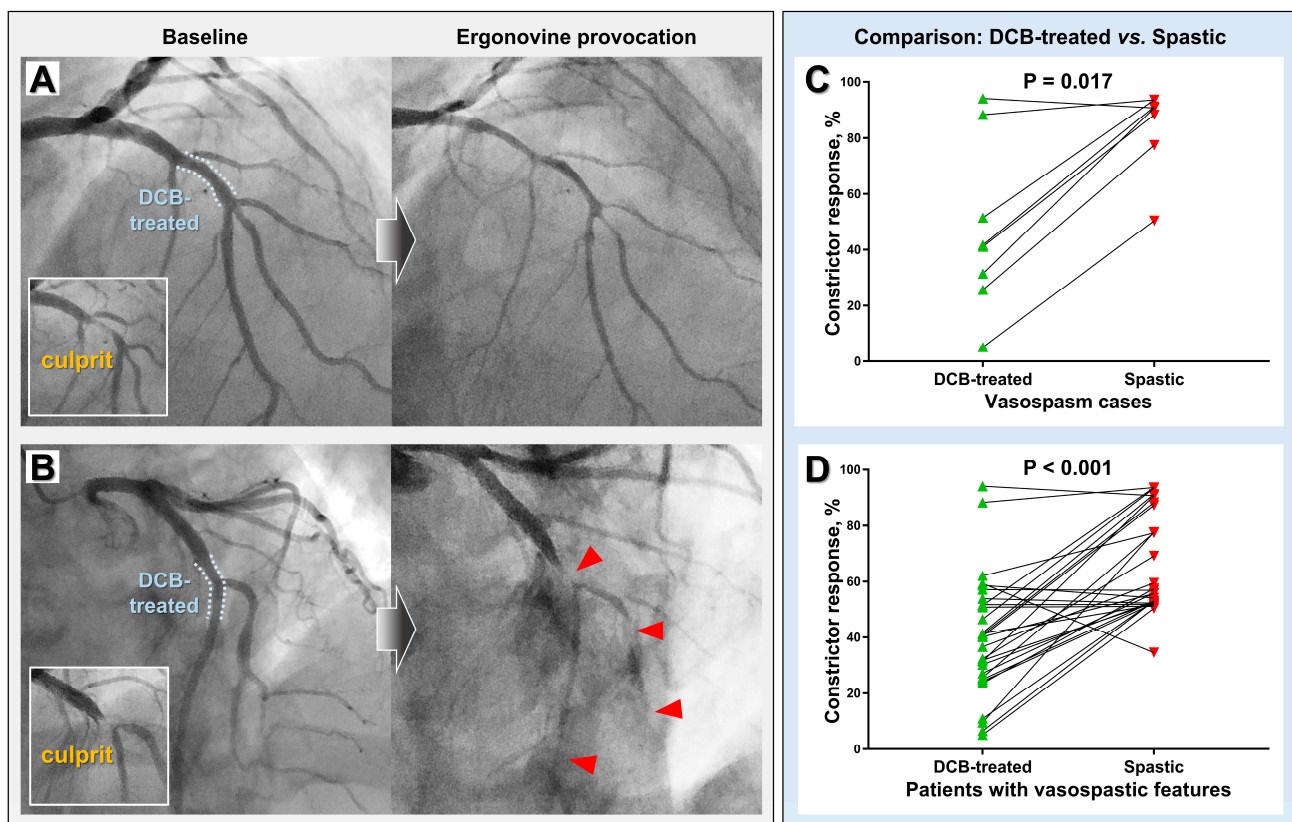 Baseline
Ergonovine provocation
A
DCB-
treated
culprit
B
DCB-
treated
culprit
Comparison: DCB-treated vs. Spastic
C
P = 0.017
Constrictor response, %
100
80
60
40
20
0
DCB-treated
Spastic
Vasospasm cases
D
P < 0.001
Constrictor response, %
100
80
60
40
20
0
DCB-treated
Spastic
Patients with vasospastic features